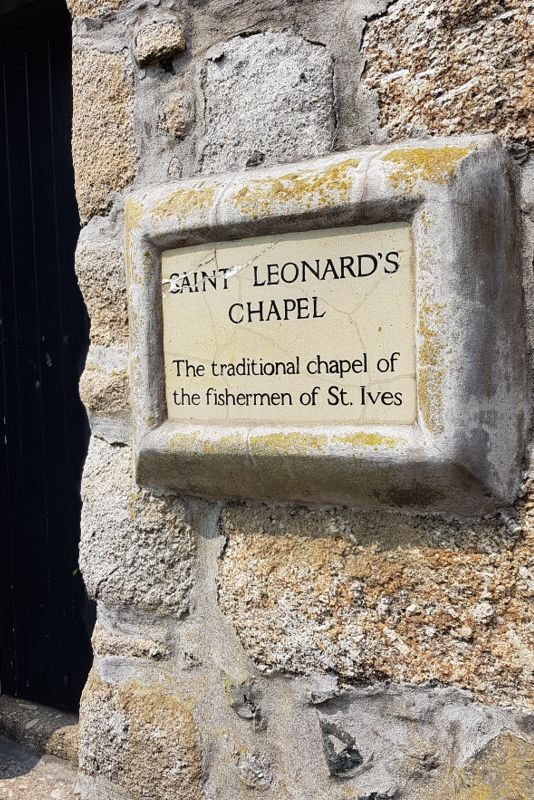 SAINT LEONARD'S
CHAPEL
The traditional chapel of
the fishermen of St. Ives